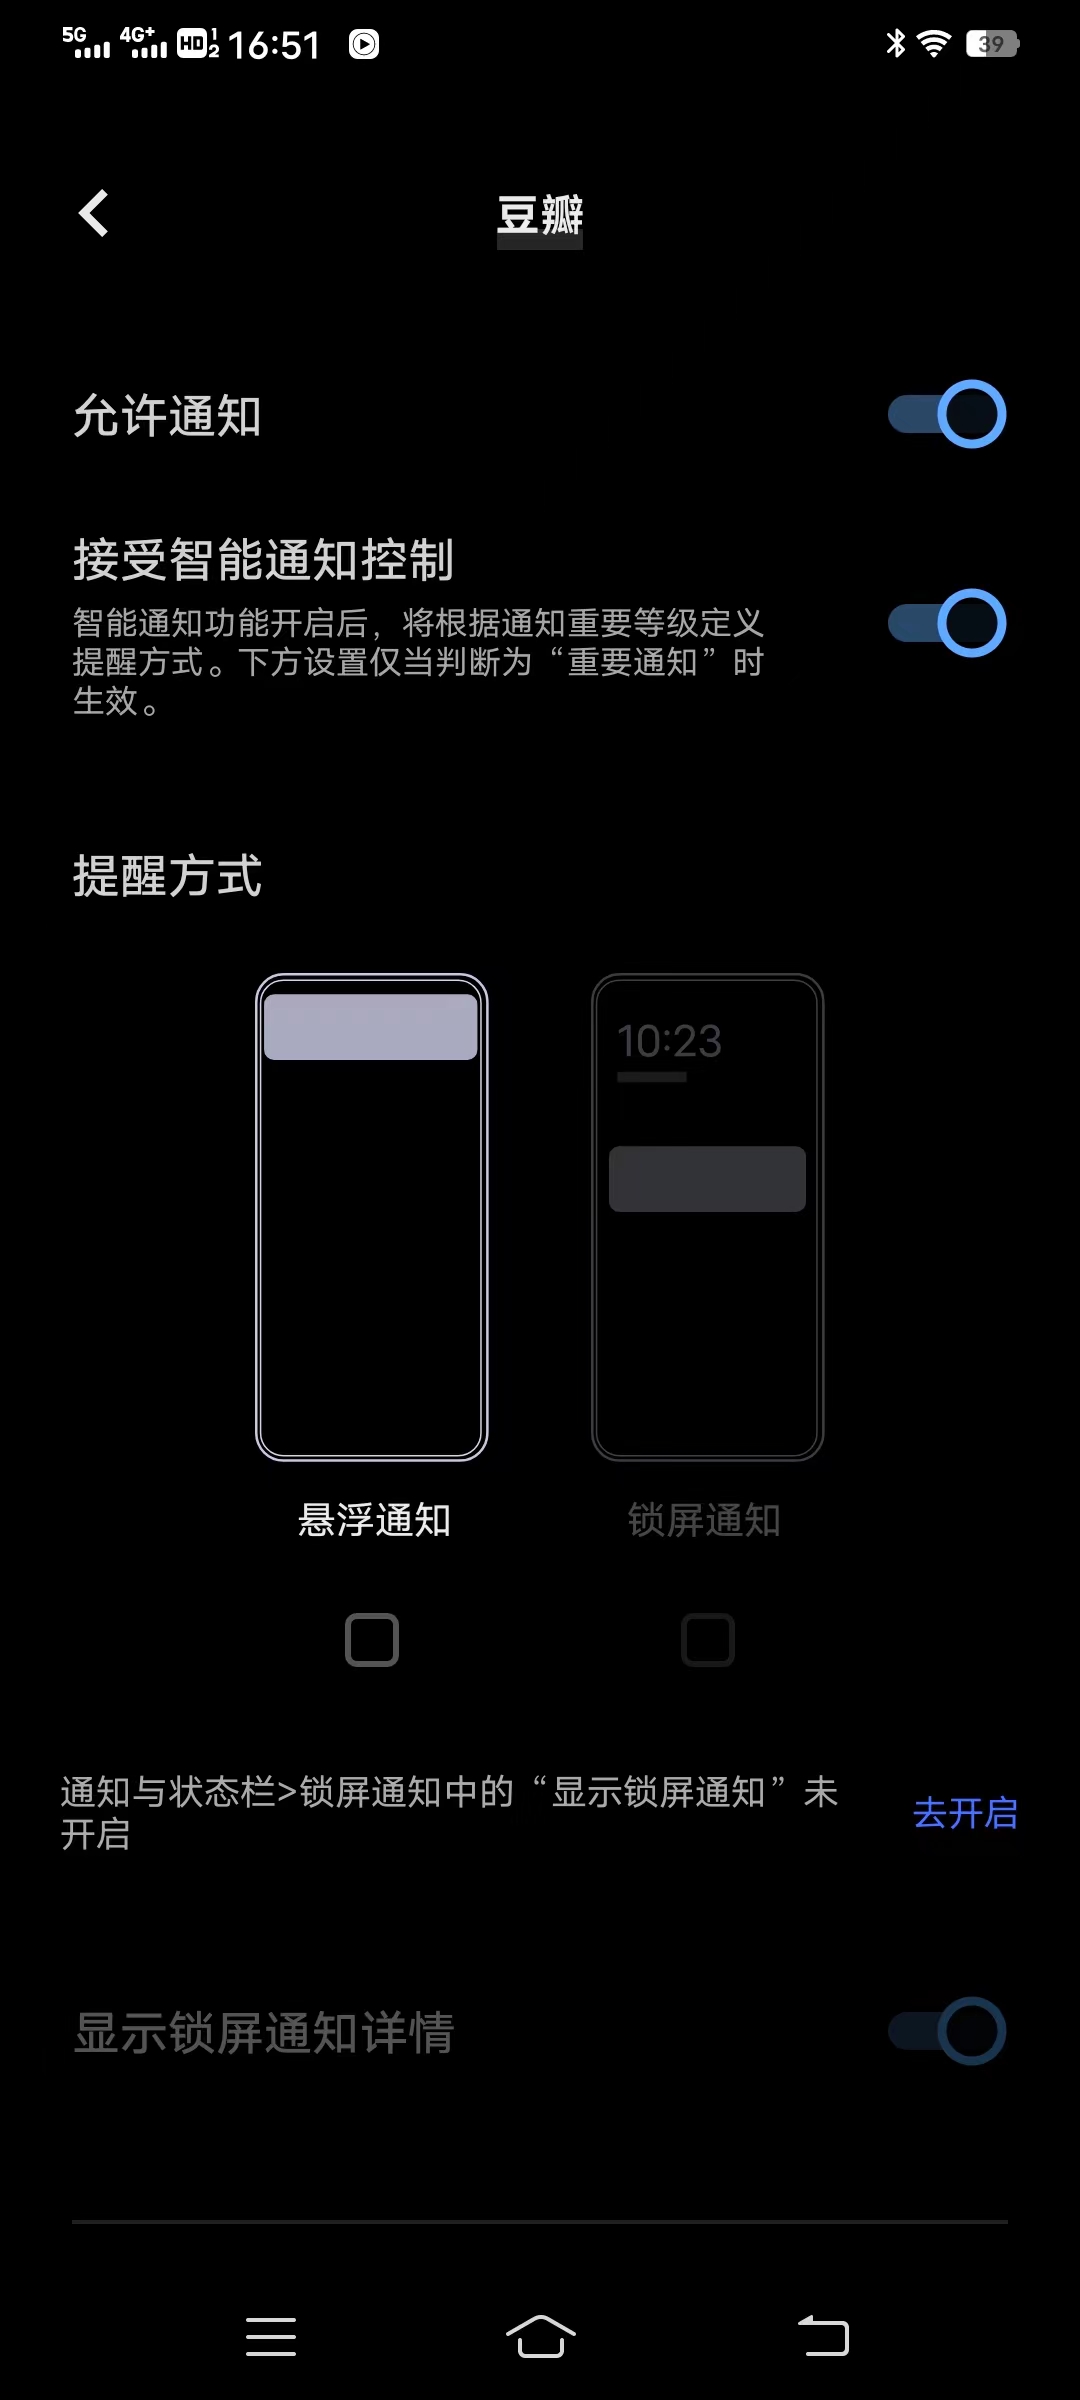 5G 4G+ HD 1 2 16:51 39
豆瓣
允许通知
接受智能通知控制
智能通知功能开启后，将根据通知重要等级定义
提醒方式。下方设置仅当判断为“重要通知”时
生效。
提醒方式
10:23
悬浮通知 锁屏通知
通知与状态栏>锁屏通知中的“显示锁屏通知”未
开启
去开启
显示锁屏通知详情